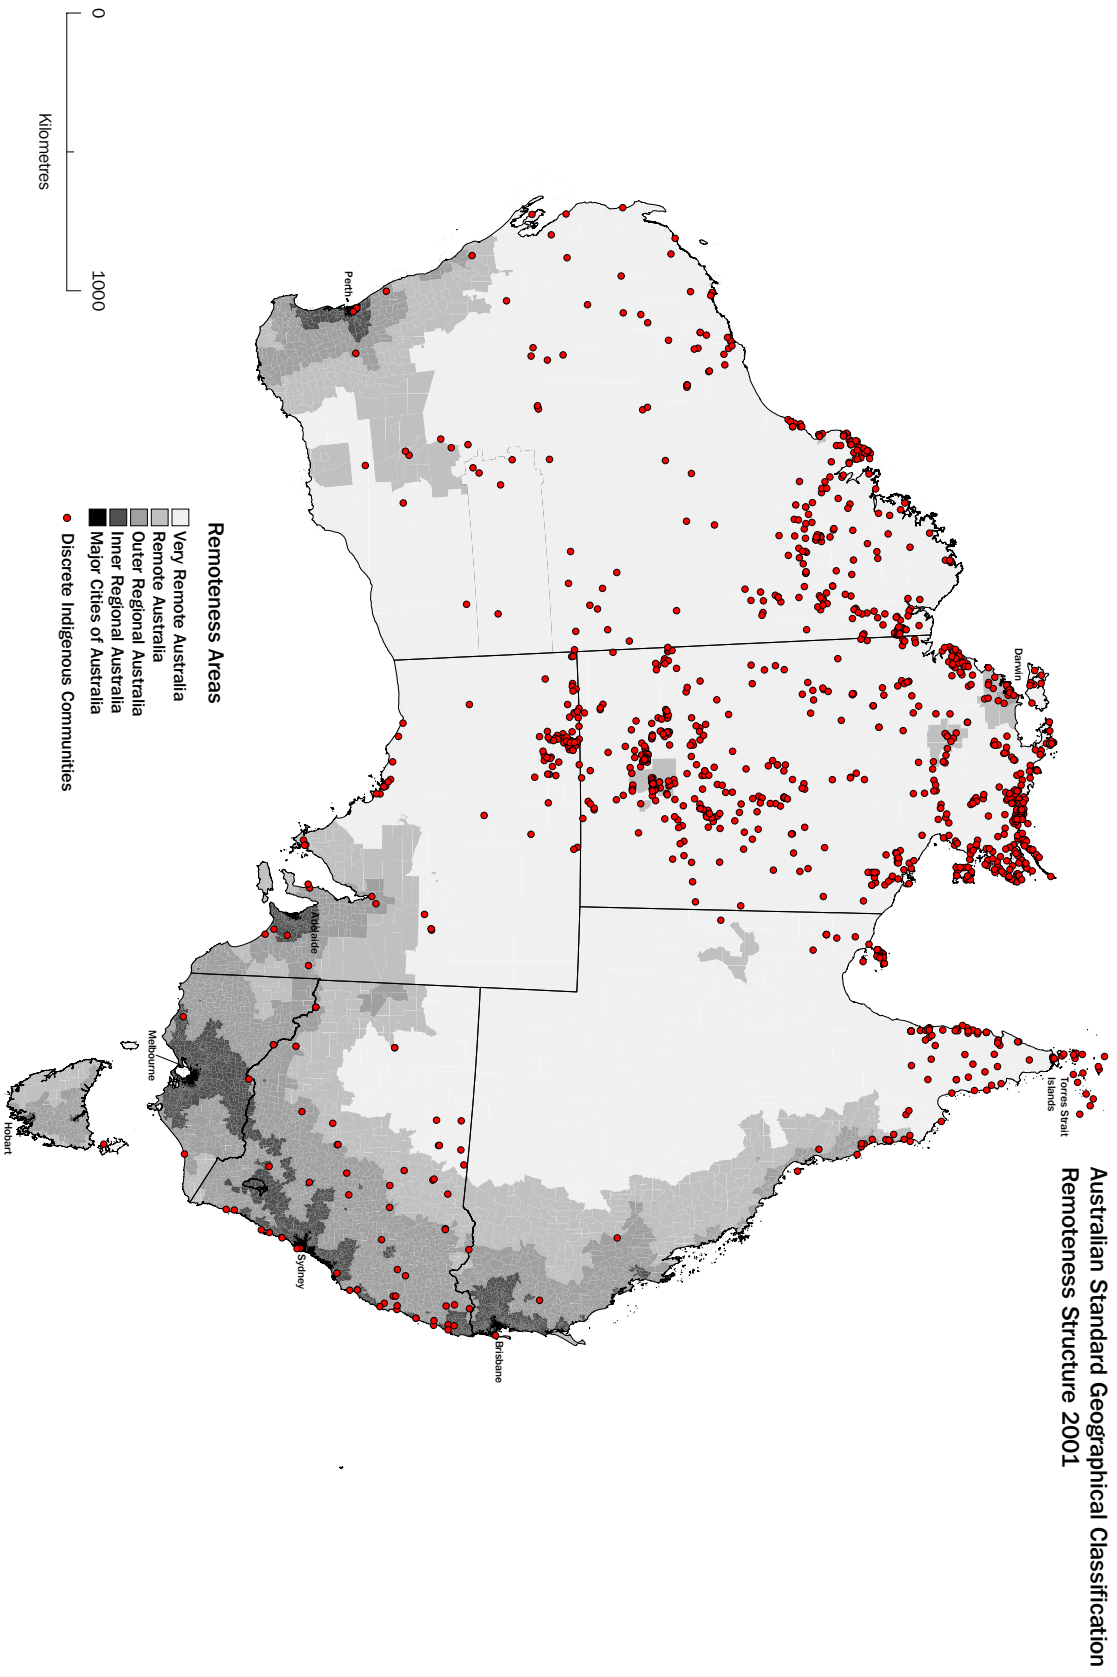 Australian Standard Geographical Classification
Remoteness Structure 2001
Darwin
Torres Strait
Islands
Perth
Adelaide
Brisbane
Sydney
Melbourne
Hobart
Remoteness Areas
Very Remote Australia
Remote Australia
Outer Regional Australia
Inner Regional Australia
Major Cities of Australia
Discrete Indigenous Communities
0
1000
Kilometres